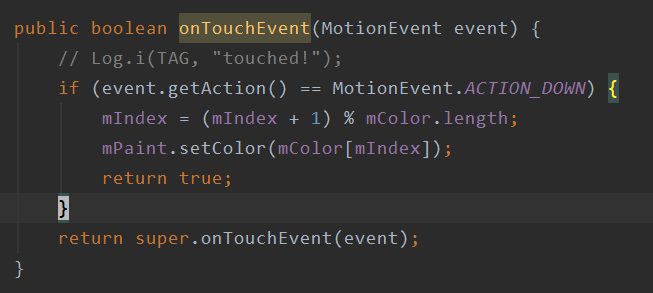 public boolean onTouchEvent(MotionEvent event) {
// Log.i(TAG, "touched!");
if (event.getAction() == MotionEvent.ACTION_DOWN) {
mIndex = (mIndex + 1) % mColor.length;
mPaint.setColor(mColor[mIndex]);
return true;
}
return super.onTouchEvent(event);
}